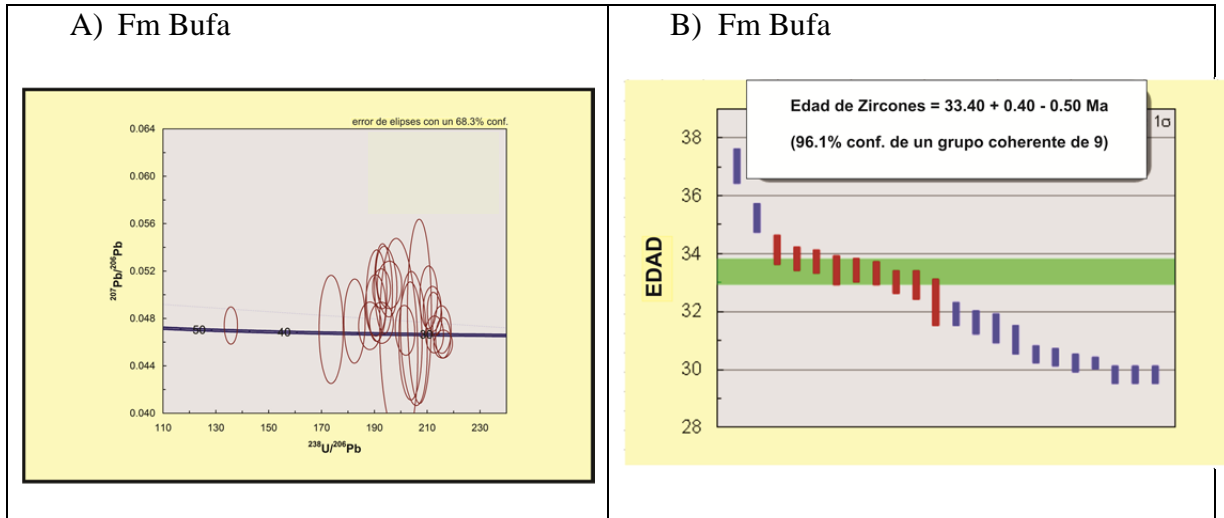 A) Fm Bufa
error de elipses con un 68.3% conf.
0.064
0.060
0.056
0.052
0.048
0.044
0.040
²⁰⁷Pb/²⁰⁶Pb
50
40
30
110
130
150
170
190
210
230
²³⁸U/²⁰⁶Pb
B) Fm Bufa
Edad de Zircones = 33.40 + 0.40 - 0.50 Ma
(96.1% conf. de un grupo coherente de 9)
1σ
38
36
34
32
30
28
EDAD